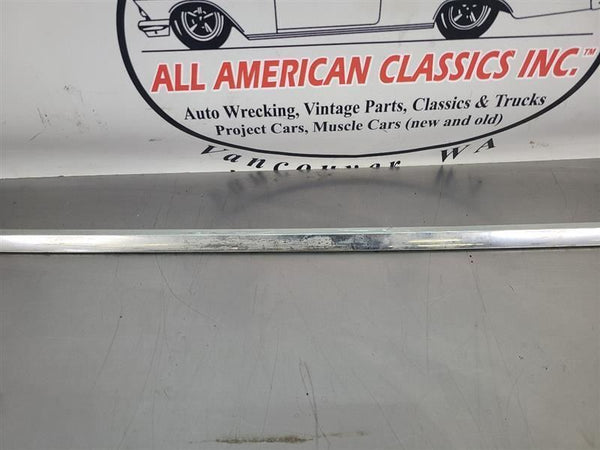 ALL AMERICAN CLASSICS INC.™
Auto Wrecking, Vintage Parts, Classics & Trucks
Project Cars, Muscle Cars (new and old)
Vancouver WA